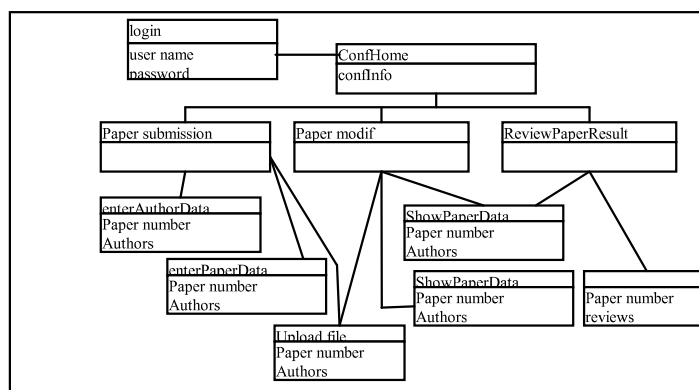 login
user name
password
ConfHome
confInfo
Paper submission
Paper modif
ReviewPaperResult
enterAuthorData
Paper number
Authors
ShowPaperData
Paper number
Authors
enterPaperData
Paper number
Authors
ShowPaperData
Paper number
Authors
Paper number
reviews
Upload file
Paper number
Authors